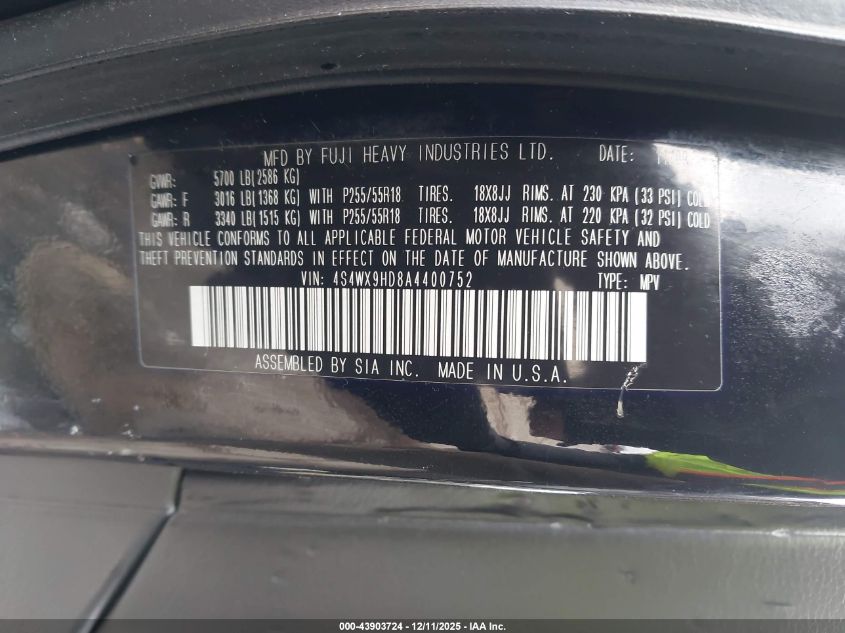 MFD BY FUJI HEAVY INDUSTRIES LTD. DATE:
GVWR: 5700 LB(2586 KG)
GAWR: F 3016 LB(1368 KG) WITH P255/55R18 TIRES. 18X8JJ RIMS. AT 230 KPA (33 PSI) COLD
GAWR: R 3340 LB(1515 KG) WITH P255/55R18 TIRES. 18X8JJ RIMS. AT 220 KPA (32 PSI) COLD
THIS VEHICLE CONFORMS TO ALL APPLICABLE FEDERAL MOTOR VEHICLE SAFETY AND
THEFT PREVENTION STANDARDS IN EFFECT ON THE DATE OF MANUFACTURE SHOWN ABOVE.
VIN: 4S4WX9HD8A4400752 TYPE: MPV
ASSEMBLED BY SIA INC. MADE IN U.S.A.
000-43903724 - 12/11/2025 - IAA Inc.